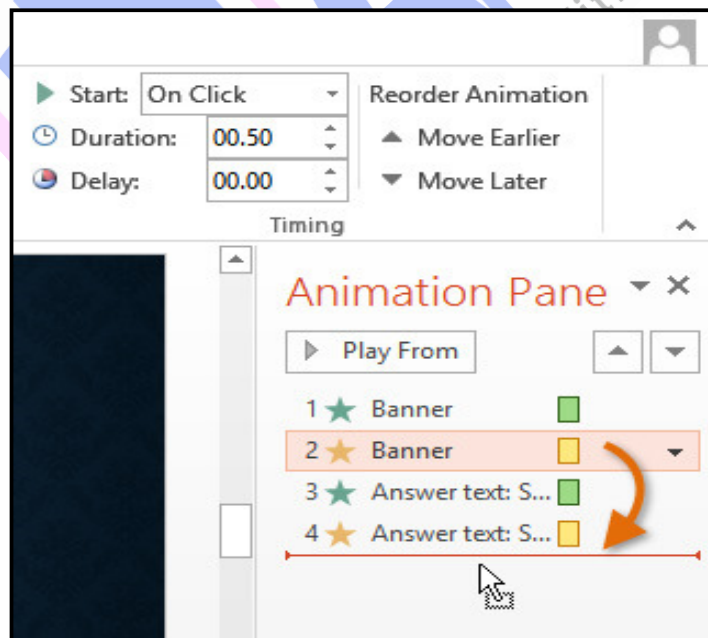 Start: On Click Reorder Animation
Duration: 00.50 Move Earlier
Delay: 00.00 Move Later
Timing
Animation Pane
Play From
1 Banner
2 Banner
3 Answer text: S...
4 Answer text: S...